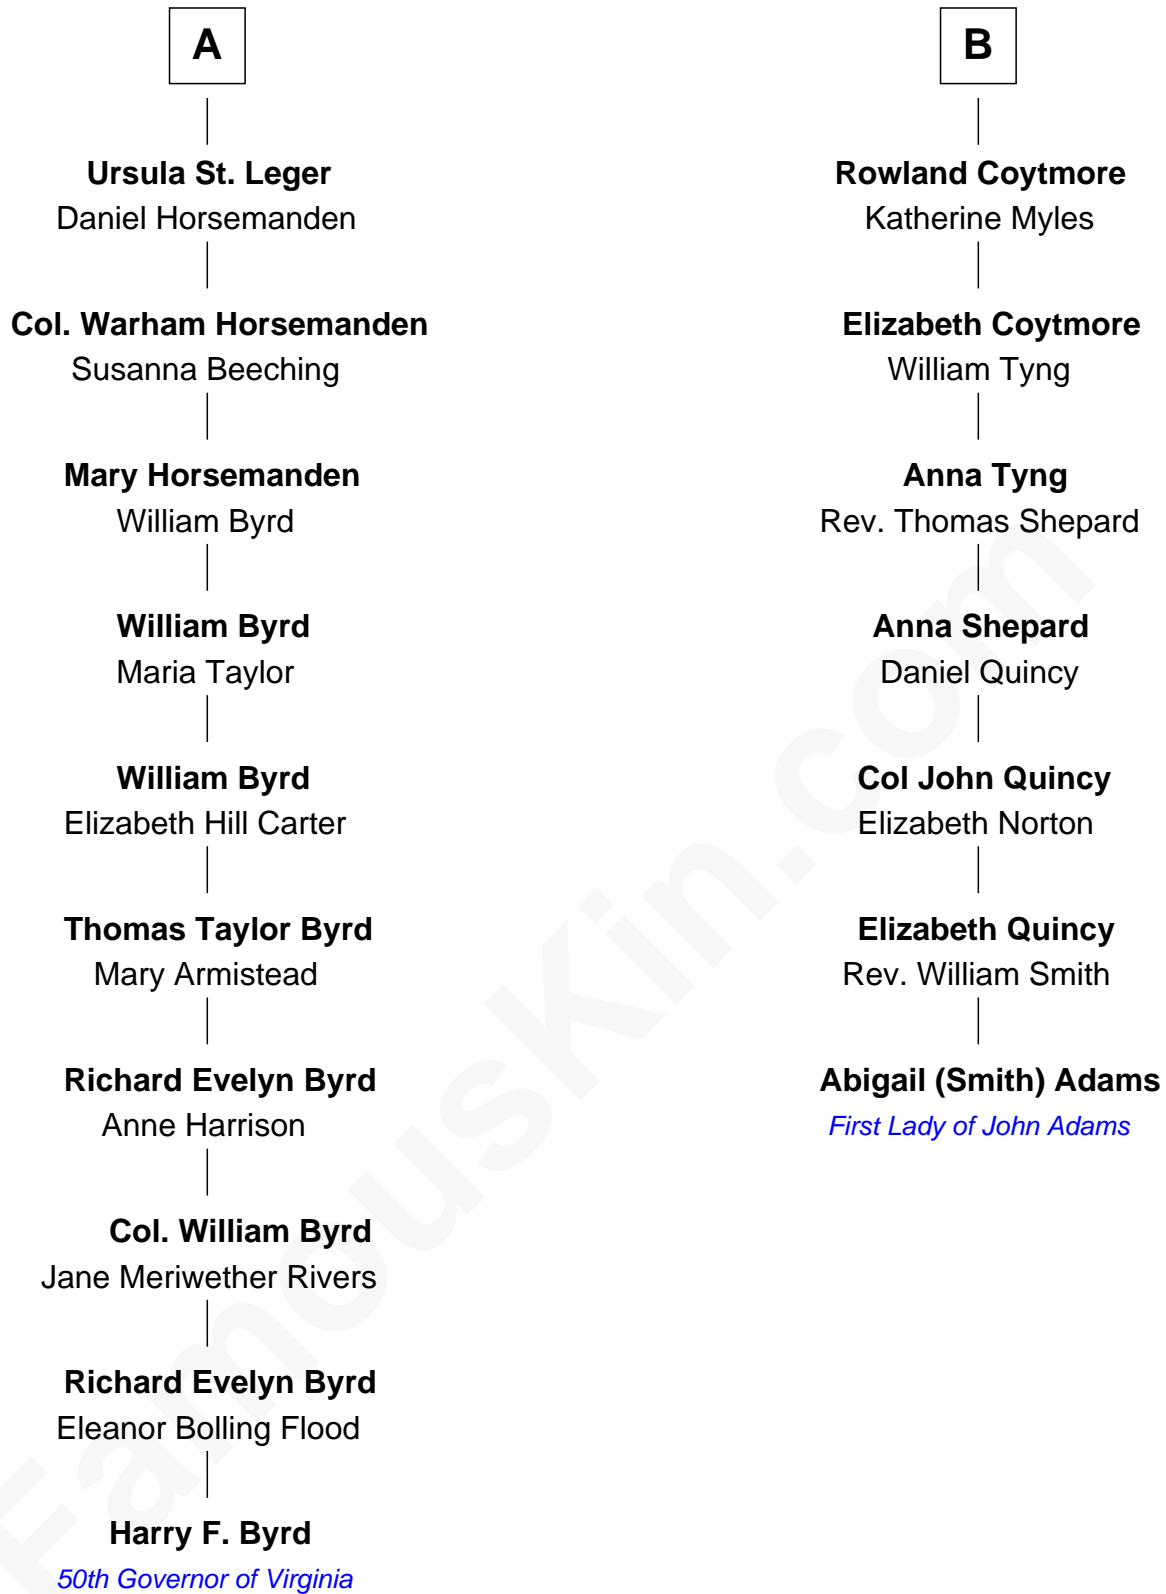 A
Ursula St. Leger
Daniel Horsemanden
Col. Warham Horsemanden
Susanna Beeching
Mary Horsemanden
William Byrd
William Byrd
Maria Taylor
William Byrd
Elizabeth Hill Carter
Thomas Taylor Byrd
Mary Armistead
Richard Evelyn Byrd
Anne Harrison
Col. William Byrd
Jane Meriwether Rivers
Richard Evelyn Byrd
Eleanor Bolling Flood
Harry F. Byrd
50th Governor of Virginia
B
Rowland Coytmore
Katherine Myles
Elizabeth Coytmore
William Tyng
Anna Tyng
Rev. Thomas Shepard
Anna Shepard
Daniel Quincy
Col John Quincy
Elizabeth Norton
Elizabeth Quincy
Rev. William Smith
Abigail (Smith) Adams
First Lady of John Adams
FamousKin.com